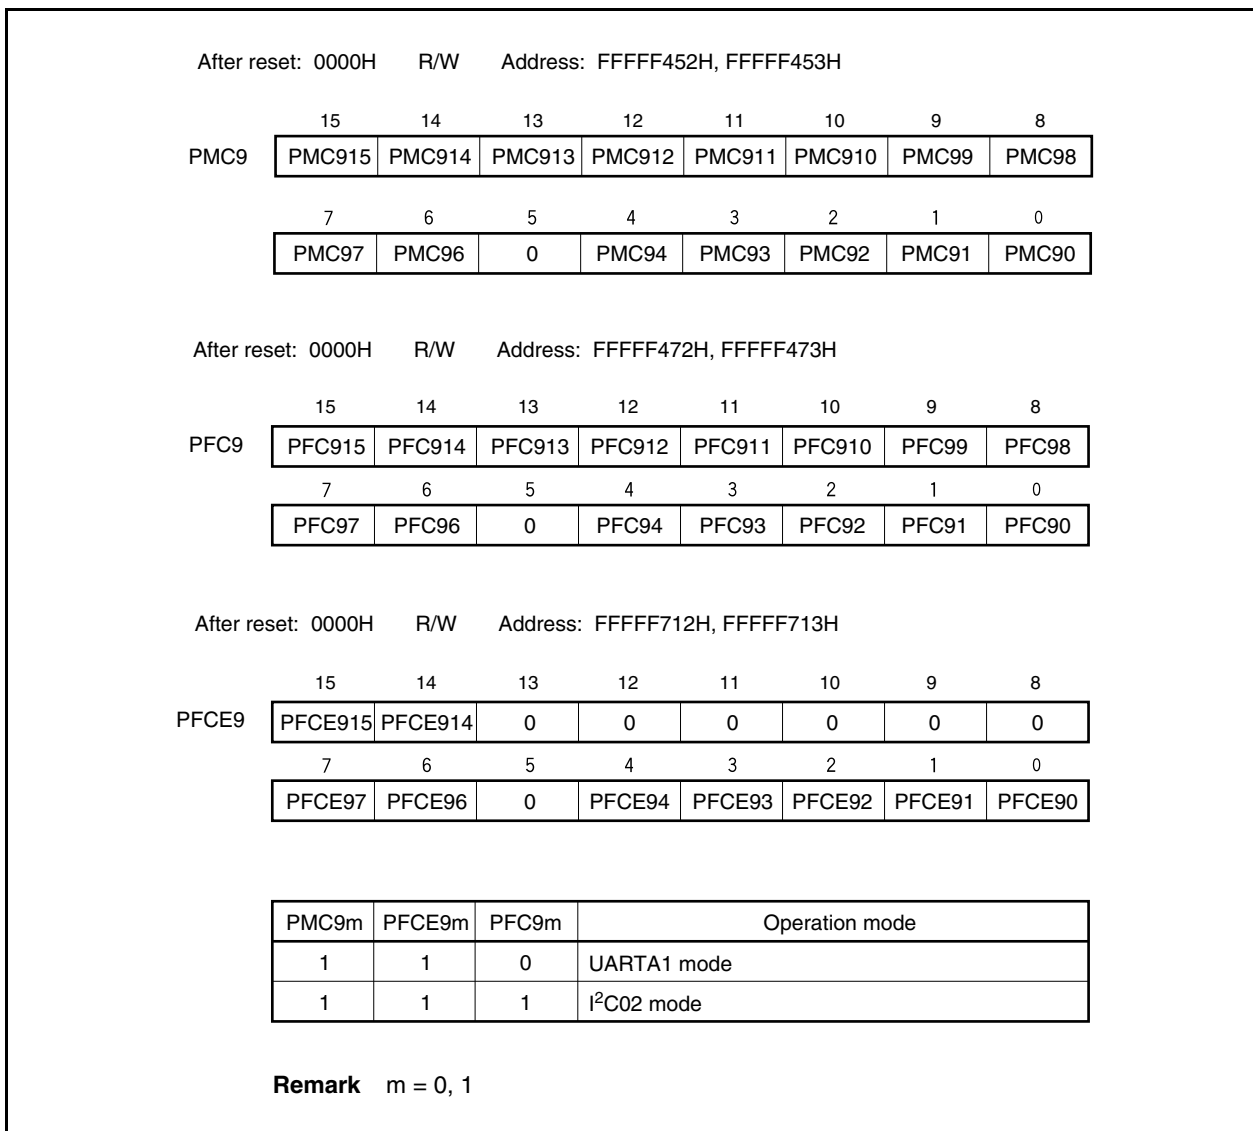 After reset: 0000H R/W Address: FFFFF452H, FFFFF453H
15 14 13 12 11 10 9 8
PMC9 PMC915 PMC914 PMC913 PMC912 PMC911 PMC910 PMC99 PMC98
7 6 5 4 3 2 1 0
PMC97 PMC96 0 PMC94 PMC93 PMC92 PMC91 PMC90
After reset: 0000H R/W Address: FFFFF472H, FFFFF473H
15 14 13 12 11 10 9 8
PFC9 PFC915 PFC914 PFC913 PFC912 PFC911 PFC910 PFC99 PFC98
7 6 5 4 3 2 1 0
PFC97 PFC96 0 PFC94 PFC93 PFC92 PFC91 PFC90
After reset: 0000H R/W Address: FFFFF712H, FFFFF713H
15 14 13 12 11 10 9 8
PFCE9 PFCE915 PFCE914 0 0 0 0 0 0
7 6 5 4 3 2 1 0
PFCE97 PFCE96 0 PFCE94 PFCE93 PFCE92 PFCE91 PFCE90
PMC9m PFCE9m PFC9m Operation mode
1 1 0 UARTA1 mode
1 1 1 I²C02 mode
Remark m = 0, 1